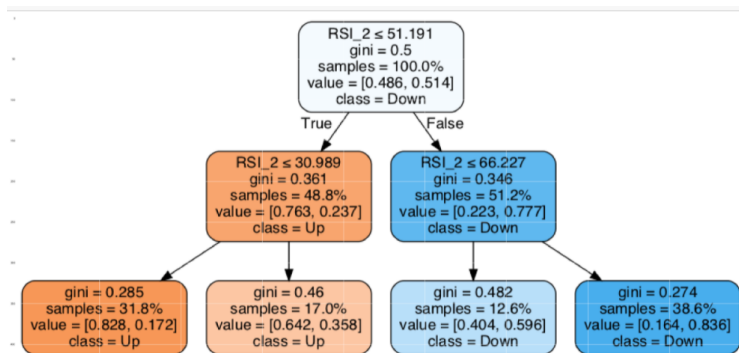 RSI_2 ≤ 51.191
gini = 0.5
samples = 100.0%
value = [0.486, 0.514]
class = Down
True
False
RSI_2 ≤ 30.989
gini = 0.361
samples = 48.8%
value = [0.763, 0.237]
class = Up
RSI_2 ≤ 66.227
gini = 0.346
samples = 51.2%
value = [0.223, 0.777]
class = Down
gini = 0.285
samples = 31.8%
value = [0.828, 0.172]
class = Up
gini = 0.46
samples = 17.0%
value = [0.642, 0.358]
class = Up
gini = 0.482
samples = 12.6%
value = [0.404, 0.596]
class = Down
gini = 0.274
samples = 38.6%
value = [0.164, 0.836]
class = Down